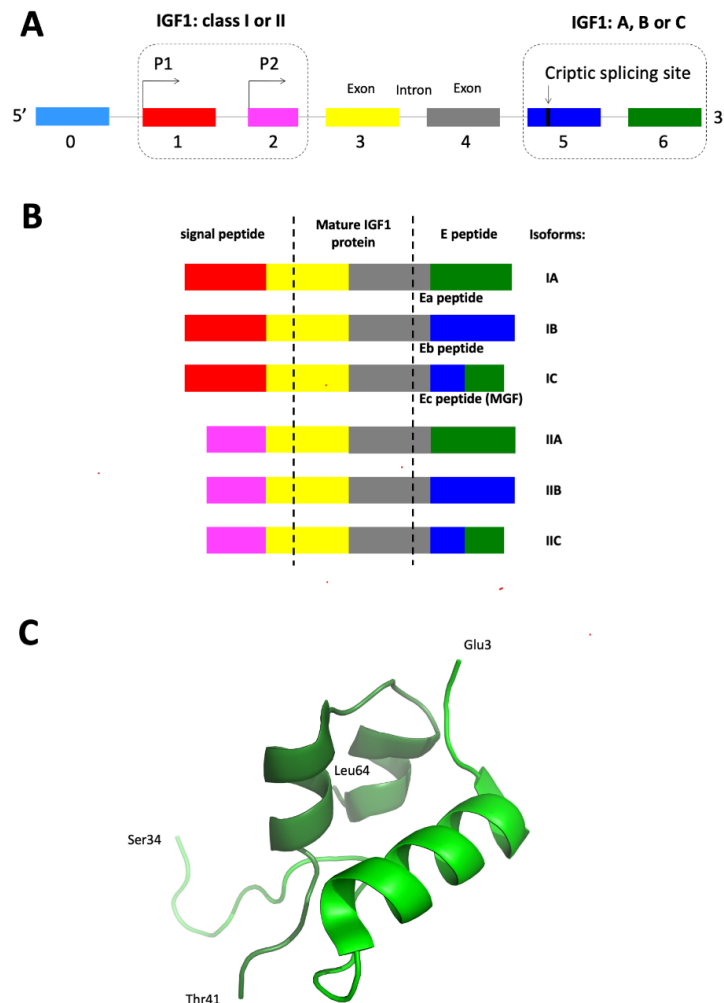 A
IGF1: class I or II
IGF1: A, B or C
P1
P2
Exon
Intron
Exon
Criptic splicing site
5’
3
0
1
2
3
4
5
6
B
signal peptide
Mature IGF1
protein
E peptide
Isoforms:
IA
Ea peptide
IB
Eb peptide
IC
Ec peptide (MGF)
IIA
IIB
IIC
C
Glu3
Leu64
Ser34
Thr41